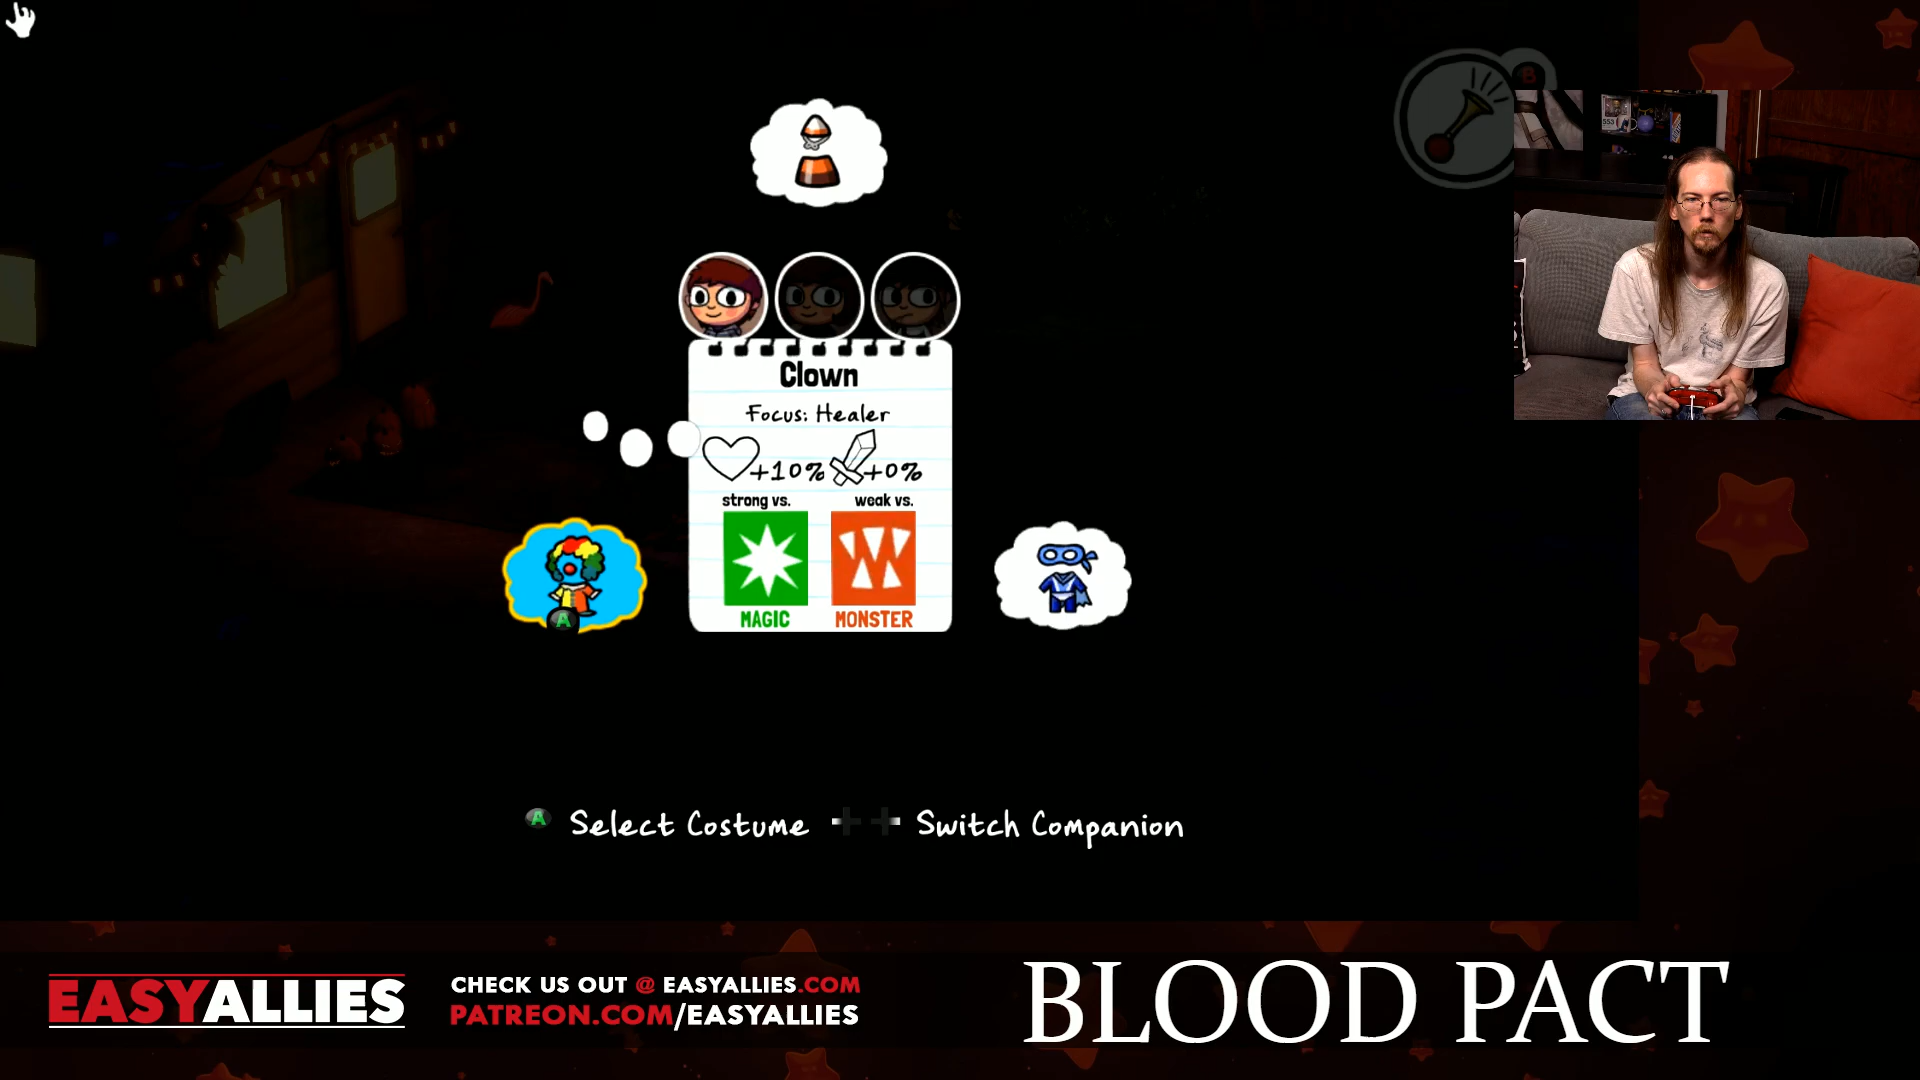 B
553
Clown
Focus: Healer
+10% +0%
strong vs. weak vs.
MAGIC MONSTER
A
A Select Costume Switch Companion
EASYALLIES
CHECK US OUT @ EASYALLIES.COM
PATREON.COM/EASYALLIES
BLOOD PACT